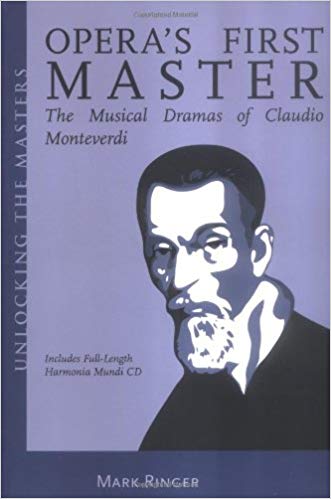 OPERA'S FIRST
MASTER
The Musical Dramas of Claudio
Monteverdi
UNLOCKING THE MASTERS
Includes Full-Length
Harmonia Mundi CD
MARK RINGER